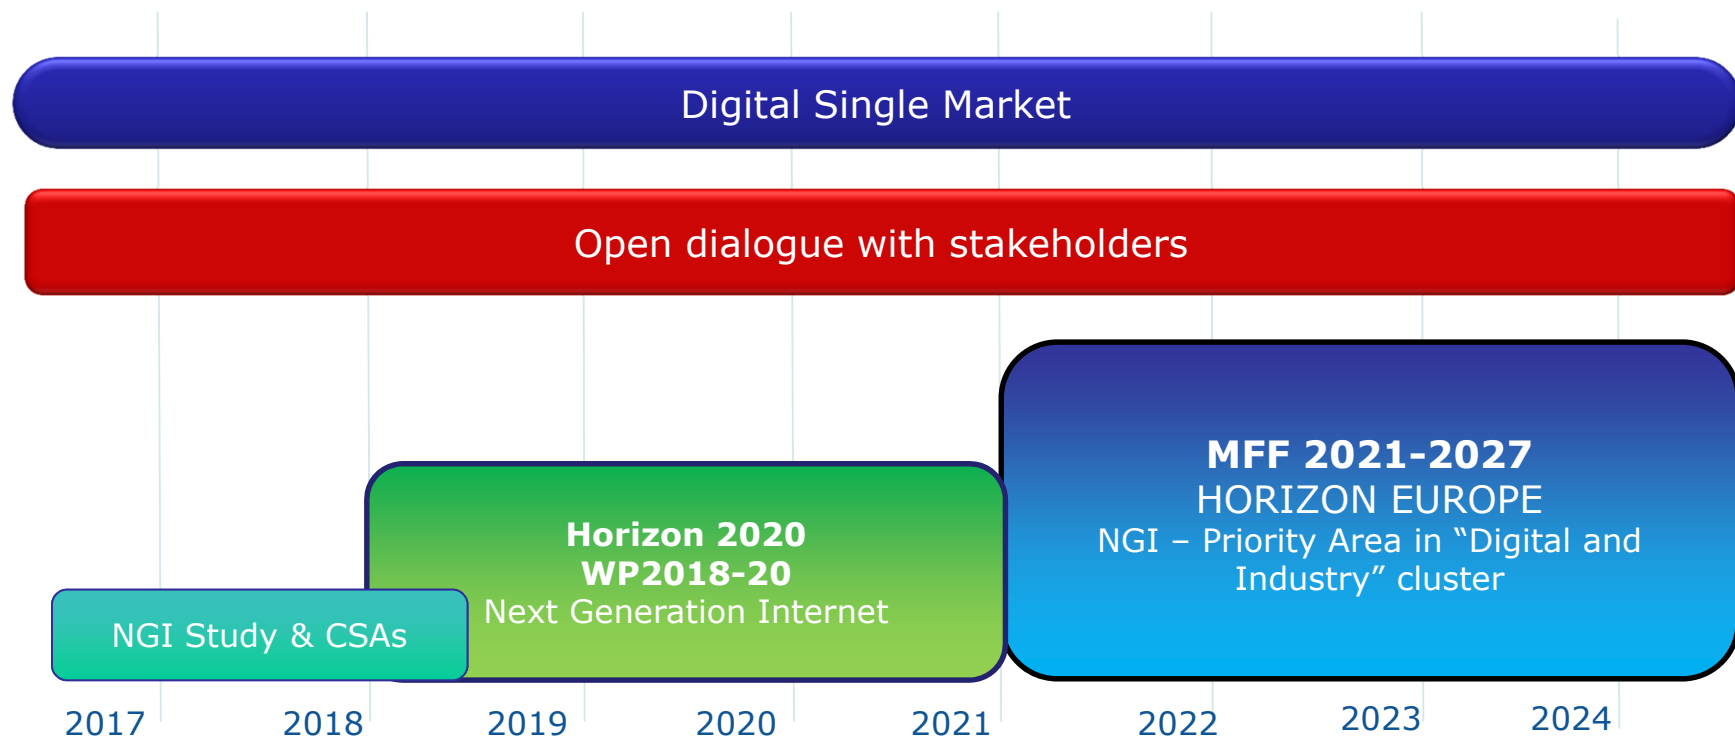 Digital Single Market
Open dialogue with stakeholders
MFF 2021-2027
HORIZON EUROPE
NGI – Priority Area in “Digital and
Industry” cluster
Horizon 2020
WP2018-20
Next Generation Internet
NGI Study & CSAs
2017 2018 2019 2020 2021 2022 2023 2024